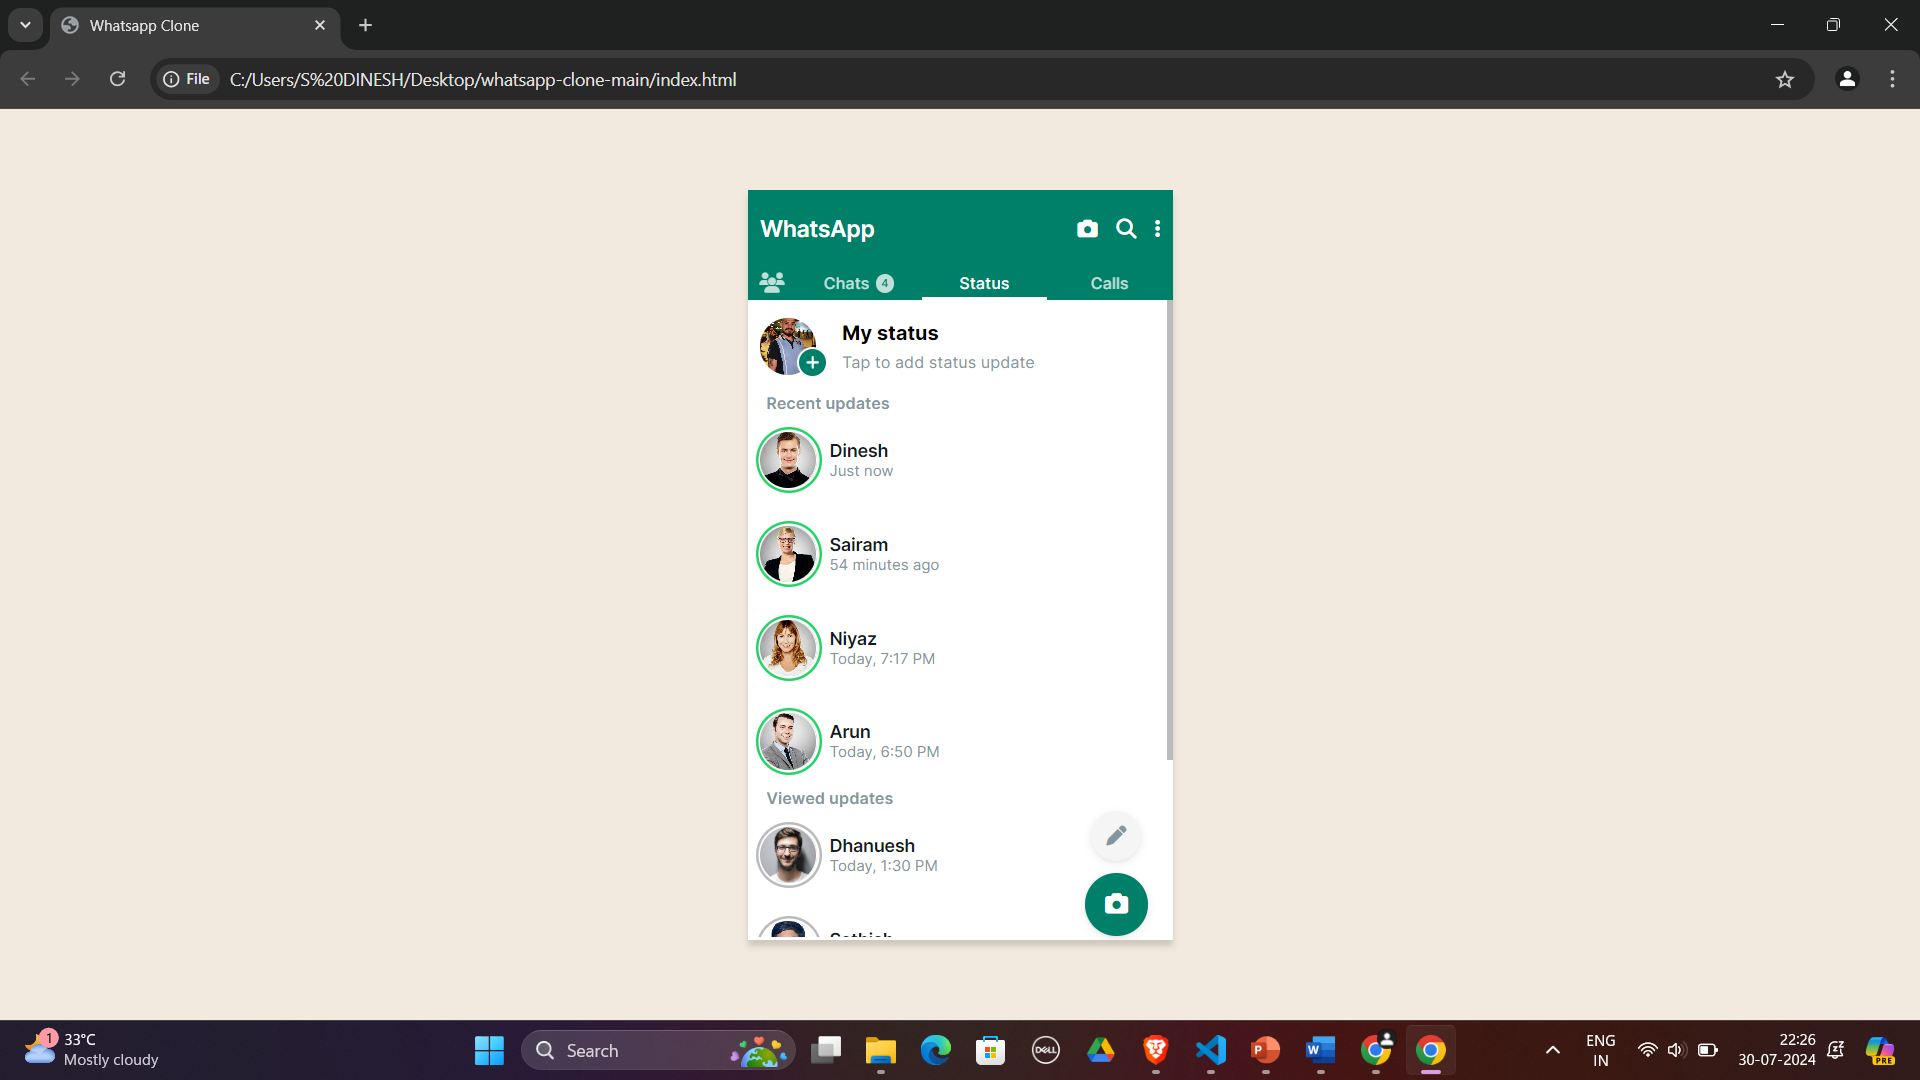 Whatsapp Clone
File
C:/Users/S%20DINESH/Desktop/whatsapp-clone-main/index.html
WhatsApp
Chats 4
Status
Calls
My status
Tap to add status update
Recent updates
Dinesh
Just now
Sairam
54 minutes ago
Niyaz
Today, 7:17 PM
Arun
Today, 6:50 PM
Viewed updates
Dhanuesh
Today, 1:30 PM
1
33°C
Mostly cloudy
Search
DELL
P
W
ENG
IN
22:26
30-07-2024
PRE